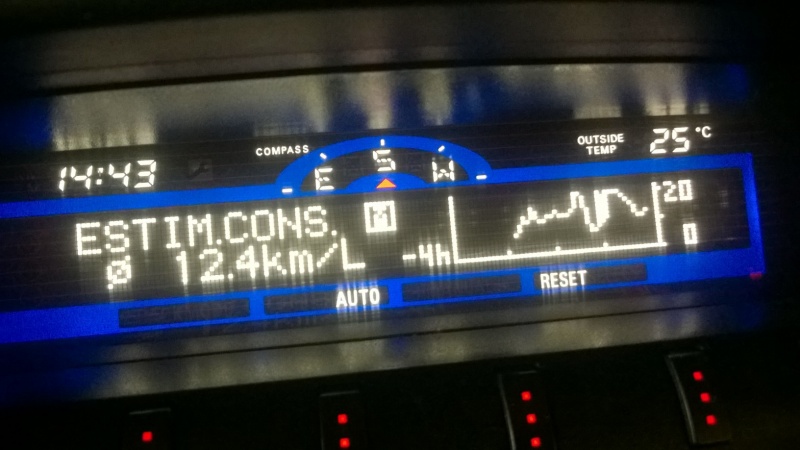 14:43
COMPASS
E S W
OUTSIDE
TEMP
25 °C
ESTIM.CONS. M
Ø 12.4km/L
-4h
20
0
AUTO
RESET